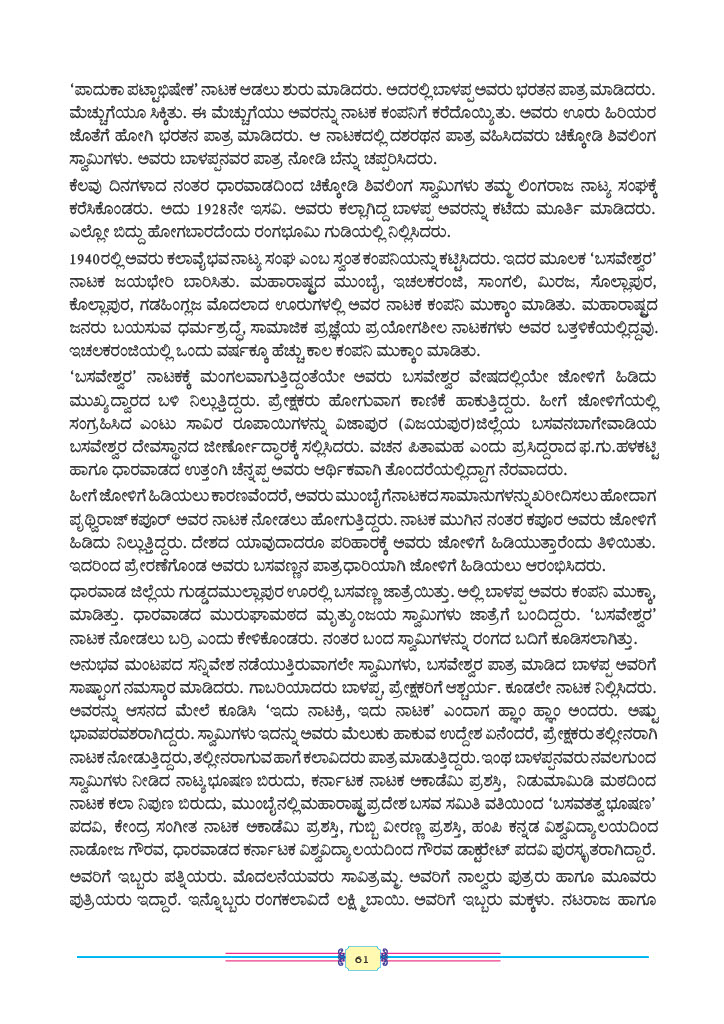 ‘ಪಾದುಕಾ ಪಟ್ಟಾಭಿಷೇಕ’ ನಾಟಕ ಆಡಲು ಶುರು ಮಾಡಿದರು. ಅದರಲ್ಲಿ ಬಾಳಪ್ಪ ಅವರು ಭರತನ ಪಾತ್ರ ಮಾಡಿದರು.
ಮೆಚ್ಚುಗೆಯೂ ಸಿಕ್ಕಿತು. ಈ ಮೆಚ್ಚುಗೆಯು ಅವರನ್ನು ನಾಟಕ ಕಂಪನಿಗೆ ಕರೆದೊಯ್ಯಿತು. ಅವರು ಊರು ಹಿರಿಯರ
ಜೊತೆಗೆ ಹೋಗಿ ಭರತನ ಪಾತ್ರ ಮಾಡಿದರು. ಆ ನಾಟಕದಲ್ಲಿ ದಶರಥನ ಪಾತ್ರ ವಹಿಸಿದವರು ಚಿಕ್ಕೋಡಿ ಶಿವಲಿಂಗ
ಸ್ವಾಮಿಗಳು. ಅವರು ಬಾಳಪ್ಪನವರ ಪಾತ್ರ ನೋಡಿ ಬೆನ್ನು ಚಪ್ಪರಿಸಿದರು.
ಕೆಲವು ದಿನಗಳಾದ ನಂತರ ಧಾರವಾಡದಿಂದ ಚಿಕ್ಕೋಡಿ ಶಿವಲಿಂಗ ಸ್ವಾಮಿಗಳು ತಮ್ಮ ಲಿಂಗರಾಜ ನಾಟ್ಯ ಸಂಘಕ್ಕೆ
ಕರೆಸಿಕೊಂಡರು. ಅದು 1928ನೇ ಇಸವಿ. ಅವರು ಕಲ್ಲಾಗಿದ್ದ ಬಾಳಪ್ಪ ಅವರನ್ನು ಕಟೆದು ಮೂರ್ತಿ ಮಾಡಿದರು.
ಎಲ್ಲೋ ಬಿದ್ದು ಹೋಗಬಾರದೆಂದು ರಂಗಭೂಮಿ ಗುಡಿಯಲ್ಲಿ ನಿಲ್ಲಿಸಿದರು.
1940ರಲ್ಲಿ ಅವರು ಕಲಾವೈಭವ ನಾಟ್ಯ ಸಂಘ ಎಂಬ ಸ್ವಂತ ಕಂಪನಿಯನ್ನು ಕಟ್ಟಿಸಿದರು. ಇದರ ಮೂಲಕ ‘ಬಸವೇಶ್ವರ’
ನಾಟಕ ಜಯಭೇರಿ ಬಾರಿಸಿತು. ಮಹಾರಾಷ್ಟ್ರದ ಮುಂಬೈ, ಇಚಲಕರಂಜಿ, ಸಾಂಗಲಿ, ಮಿರಜ, ಸೊಲ್ಲಾಪುರ,
ಕೊಲ್ಲಾಪುರ, ಗಡಹಿಂಗ್ಲಜ ಮೊದಲಾದ ಊರುಗಳಲ್ಲಿ ಅವರ ನಾಟಕ ಕಂಪನಿ ಮುಕ್ಕಾಂ ಮಾಡಿತು. ಮಹಾರಾಷ್ಟ್ರದ
ಜನರು ಬಯಸುವ ಧರ್ಮಶ್ರದ್ಧೆ, ಸಾಮಾಜಿಕ ಪ್ರಜ್ಞೆಯ ಪ್ರಯೋಗಶೀಲ ನಾಟಕಗಳು ಅವರ ಬತ್ತಳಿಕೆಯಲ್ಲಿದ್ದವು.
ಇಚಲಕರಂಜಿಯಲ್ಲಿ ಒಂದು ವರ್ಷಕ್ಕೂ ಹೆಚ್ಚು ಕಾಲ ಕಂಪನಿ ಮುಕ್ಕಾಂ ಮಾಡಿತು.
‘ಬಸವೇಶ್ವರ’ ನಾಟಕಕ್ಕೆ ಮಂಗಲವಾಗುತ್ತಿದ್ದಂತೆಯೇ ಅವರು ಬಸವೇಶ್ವರ ವೇಷದಲ್ಲಿಯೇ ಜೋಳಿಗೆ ಹಿಡಿದು
ಮುಖ್ಯದ್ವಾರದ ಬಳಿ ನಿಲ್ಲುತ್ತಿದ್ದರು. ಪ್ರೇಕ್ಷಕರು ಹೋಗುವಾಗ ಕಾಣಿಕೆ ಹಾಕುತ್ತಿದ್ದರು. ಹೀಗೆ ಜೋಳಿಗೆಯಲ್ಲಿ
ಸಂಗ್ರಹಿಸಿದ ಎಂಟು ಸಾವಿರ ರೂಪಾಯಿಗಳನ್ನು ವಿಜಾಪುರ (ವಿಜಯಪುರ)ಜಿಲ್ಲೆಯ ಬಸವನಬಾಗೇವಾಡಿಯ
ಬಸವೇಶ್ವರ ದೇವಸ್ಥಾನದ ಜೀರ್ಣೋದ್ಧಾರಕ್ಕೆ ಸಲ್ಲಿಸಿದರು. ವಚನ ಪಿತಾಮಹ ಎಂದು ಪ್ರಸಿದ್ದರಾದ ಫ.ಗು.ಹಳಕಟ್ಟಿ
ಹಾಗೂ ಧಾರವಾಡದ ಉತ್ತಂಗಿ ಚೆನ್ನಪ್ಪ ಅವರು ಆರ್ಥಿಕವಾಗಿ ತೊಂದರೆಯಲ್ಲಿದ್ದಾಗ ನೆರವಾದರು.
ಹೀಗೆ ಜೋಳಿಗೆ ಹಿಡಿಯಲು ಕಾರಣವೆಂದರೆ, ಅವರು ಮುಂಬೈಗೆ ನಾಟಕದ ಸಾಮಾನುಗಳನ್ನು ಖರೀದಿಸಲು ಹೋದಾಗ
ಪೃಥ್ವಿರಾಜ್ ಕಪೂರ್ ಅವರ ನಾಟಕ ನೋಡಲು ಹೋಗುತ್ತಿದ್ದರು. ನಾಟಕ ಮುಗಿನ ನಂತರ ಕಪೂರ ಅವರು ಜೋಳಿಗೆ
ಹಿಡಿದು ನಿಲ್ಲುತ್ತಿದ್ದರು. ದೇಶದ ಯಾವುದಾದರೂ ಪರಿಹಾರಕ್ಕೆ ಅವರು ಜೋಳಿಗೆ ಹಿಡಿಯುತ್ತಾರೆಂದು ತಿಳಿಯಿತು.
ಇದರಿಂದ ಪ್ರೇರಣೆಗೊಂಡ ಅವರು ಬಸವಣ್ಣನ ಪಾತ್ರಧಾರಿಯಾಗಿ ಜೋಳಿಗೆ ಹಿಡಿಯಲು ಆರಂಭಿಸಿದರು.
ಧಾರವಾಡ ಜಿಲ್ಲೆಯ ಗುಡ್ಡದಮುಲ್ಲಾಪುರ ಊರಲ್ಲಿ ಬಸವಣ್ಣ ಜಾತ್ರೆಯಿತ್ತು. ಅಲ್ಲಿ ಬಾಳಪ್ಪ ಅವರು ಕಂಪನಿ ಮುಕ್ಕಾ,
ಮಾಡಿತ್ತು. ಧಾರವಾಡದ ಮುರುಘಾಮಠದ ಮೃತ್ಯುಂಜಯ ಸ್ವಾಮಿಗಳು ಜಾತ್ರೆಗೆ ಬಂದಿದ್ದರು. ‘ಬಸವೇಶ್ವರ’
ನಾಟಕ ನೋಡಲು ಬರ್ರಿ ಎಂದು ಕೇಳಿಕೊಂಡರು. ನಂತರ ಬಂದ ಸ್ವಾಮಿಗಳನ್ನು ರಂಗದ ಬದಿಗೆ ಕೂಡಿಸಲಾಗಿತ್ತು.
ಅನುಭವ ಮಂಟಪದ ಸನ್ನಿವೇಶ ನಡೆಯುತ್ತಿರುವಾಗಲೇ ಸ್ವಾಮಿಗಳು, ಬಸವೇಶ್ವರ ಪಾತ್ರ ಮಾಡಿದ ಬಾಳಪ್ಪ ಅವರಿಗೆ
ಸಾಷ್ಟಾಂಗ ನಮಸ್ಕಾರ ಮಾಡಿದರು. ಗಾಬರಿಯಾದರು ಬಾಳಪ್ಪ, ಪ್ರೇಕ್ಷಕರಿಗೆ ಆಶ್ಚರ್ಯ. ಕೂಡಲೇ ನಾಟಕ ನಿಲ್ಲಿಸಿದರು.
ಅವರನ್ನು ಆಸನದ ಮೇಲೆ ಕೂಡಿಸಿ ‘ಇದು ನಾಟಕ್ರಿ, ಇದು ನಾಟಕ’ ಎಂದಾಗ ಹ್ಞಾಂ ಹ್ಞಾಂ ಅಂದರು. ಅಷ್ಟು
ಭಾವಪರವಶರಾಗಿದ್ದರು. ಸ್ವಾಮಿಗಳು ಇದನ್ನು ಅವರು ಮೆಲುಕು ಹಾಕುವ ಉದ್ದೇಶ ಏನೆಂದರೆ, ಪ್ರೇಕ್ಷಕರು ತಲ್ಲೀನರಾಗಿ
ನಾಟಕ ನೋಡುತ್ತಿದ್ದರು, ತಲ್ಲೀನರಾಗುವ ಹಾಗೆ ಕಲಾವಿದರು ಪಾತ್ರ ಮಾಡುತ್ತಿದ್ದರು. ಇಂಥ ಬಾಳಪ್ಪನವರು ನವಲಗುಂದ
ಸ್ವಾಮಿಗಳು ನೀಡಿದ ನಾಟ್ಯಭೂಷಣ ಬಿರುದು, ಕರ್ನಾಟಕ ನಾಟಕ ಅಕಾಡೆಮಿ ಪ್ರಶಸ್ತಿ, ನಿಡುಮಾಮಿಡಿ ಮಠದಿಂದ
ನಾಟಕ ಕಲಾ ನಿಪುಣ ಬಿರುದು, ಮುಂಬೈನಲ್ಲಿ ಮಹಾರಾಷ್ಟ್ರ ಪ್ರದೇಶ ಬಸವ ಸಮಿತಿ ವತಿಯಿಂದ ‘ಬಸವತತ್ವ ಭೂಷಣ’
ಪದವಿ, ಕೇಂದ್ರ ಸಂಗೀತ ನಾಟಕ ಅಕಾಡೆಮಿ ಪ್ರಶಸ್ತಿ, ಗುಬ್ಬಿ ವೀರಣ್ಣ ಪ್ರಶಸ್ತಿ, ಹಂಪಿ ಕನ್ನಡ ವಿಶ್ವವಿದ್ಯಾಲಯದಿಂದ
ನಾಡೋಜ ಗೌರವ, ಧಾರವಾಡದ ಕರ್ನಾಟಕ ವಿಶ್ವವಿದ್ಯಾಲಯದಿಂದ ಗೌರವ ಡಾಕ್ಟರೇಟ್ ಪದವಿ ಪುರಸ್ಕೃತರಾಗಿದ್ದಾರೆ.
ಅವರಿಗೆ ಇಬ್ಬರು ಪತ್ನಿಯರು. ಮೊದಲನೆಯವರು ಸಾವಿತ್ರಮ್ಮ. ಅವರಿಗೆ ನಾಲ್ವರು ಪುತ್ರರು ಹಾಗೂ ಮೂವರು
ಪುತ್ರಿಯರು ಇದ್ದಾರೆ. ಇನ್ನೊಬ್ಬರು ರಂಗಕಲಾವಿದೆ ಲಕ್ಷ್ಮಿಬಾಯಿ. ಅವರಿಗೆ ಇಬ್ಬರು ಮಕ್ಕಳು. ನಟರಾಜ ಹಾಗೂ
61